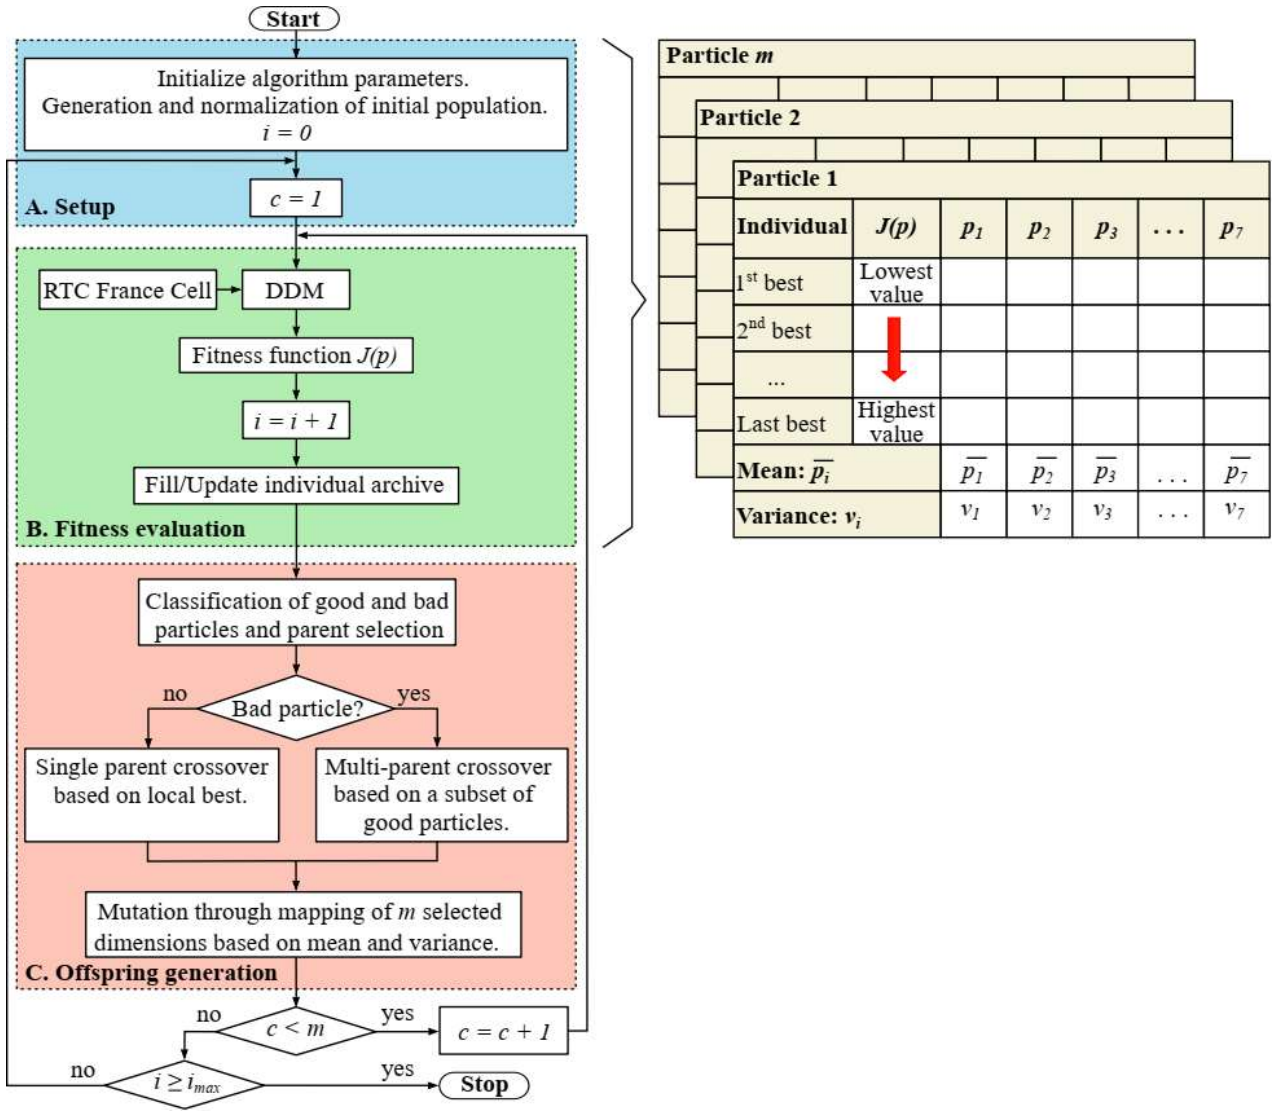 Start
Initialize algorithm parameters.
Generation and normalization of initial population.
i = 0
c = 1
A. Setup
RTC France Cell
DDM
Fitness function J(p)
i = i + 1
Fill/Update individual archive
B. Fitness evaluation
Classification of good and bad
particles and parent selection
no
Bad particle?
yes
Single parent crossover
based on local best.
Multi-parent crossover
based on a subset of
good particles.
Mutation through mapping of m selected
dimensions based on mean and variance.
C. Offspring generation
no
c < m
yes
c = c + 1
no
i ≥ i_max
yes
Stop
Particle m
Particle 2
Particle 1
Individual J(p) p₁ p₂ p₃ . . . p₇
1st best Lowest value
2nd best
...
Last best Highest value
Mean: p̅ᵢ p̅₁ p̅₂ p̅₃ . . . p̅₇
Variance: vᵢ v₁ v₂ v₃ . . . v₇